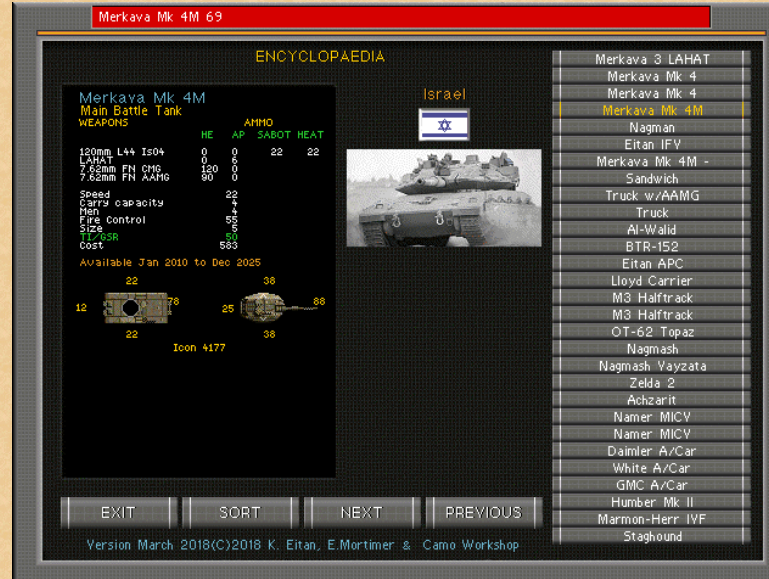 Merkava Mk 4M 69
ENCYCLOPAEDIA
Merkava Mk 4M
Main Battle Tank
WEAPONS AMMO
HE AP SABOT HEAT
120mm L44 Is04 0 0 22 22
LAHAT 0 6
7.62mm FN CMG 120 0
7.62mm FN AAMG 90 0
Speed 22
Carry capacity 4
Men 4
Fire Control 55
Size 5
TI/GSR 50
Cost 583
Available Jan 2010 to Dec 2025
22 38
12 78 25 88
22 38
Icon 4177
Israel
Merkava 3 LAHAT
Merkava Mk 4
Merkava Mk 4
Merkava Mk 4M
Nagman
Eitan IFV
Merkava Mk 4M -
Sandwich
Truck w/AAMG
Truck
Al-Walid
BTR-152
Eitan APC
Lloyd Carrier
M3 Halftrack
M3 Halftrack
OT-62 Topaz
Nagmash
Nagmash Vayzata
Zelda 2
Achzarit
Namer MICV
Namer MICV
Daimler A/Car
White A/Car
GMC A/Car
Humber Mk II
Marmon-Herr IVF
Staghound
EXIT SORT NEXT PREVIOUS
Version March 2018(C)2018 K. Eitan, E.Mortimer & Camo Workshop